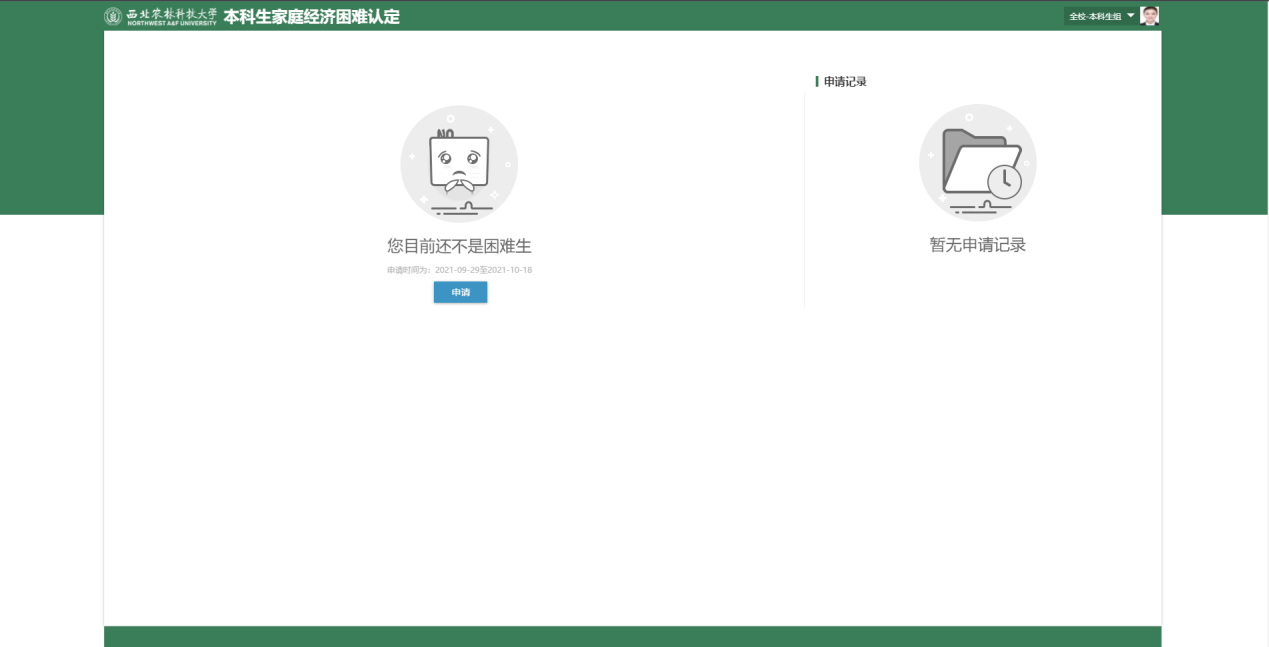 西北农林科技大学
NORTHWEST A&F UNIVERSITY
本科生家庭经济困难认定
全校-本科生组
申请记录
NO
您目前还不是困难生
申请时间为：2021-09-29至2021-10-18
申请
暂无申请记录